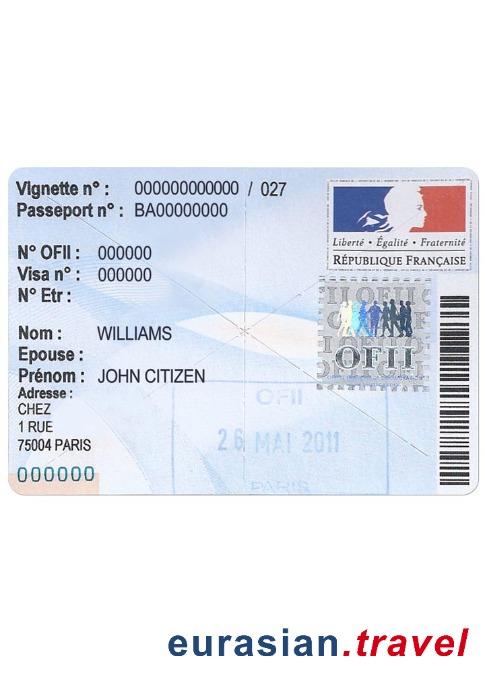 Vignette n° : 000000000000 / 027
Passeport n° : BA00000000
N° OFII : 000000
Visa n° : 000000
N° Etr :
Nom : WILLIAMS
Epouse :
Prénom : JOHN CITIZEN
Adresse :
CHEZ
1 RUE
75004 PARIS
000000
Liberté • Égalité • Fraternité
RÉPUBLIQUE FRANÇAISE
OFII
OFII
26 MAI 2011
PARIS
eurasian.travel